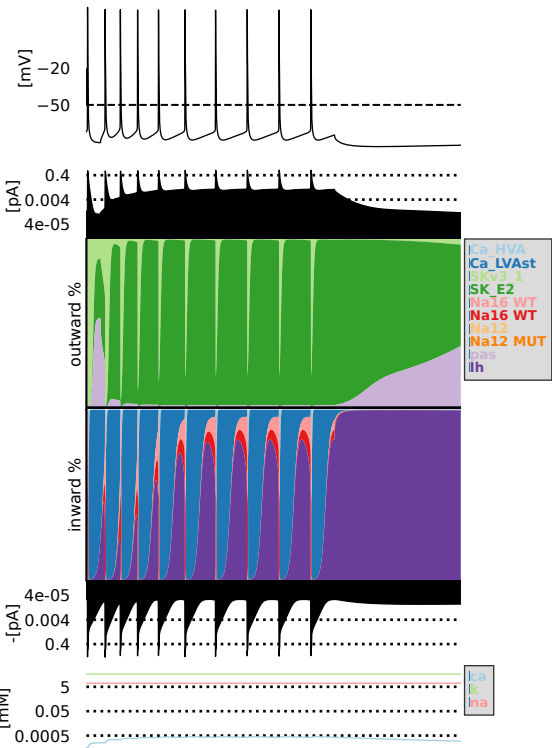 [mV]
−20
−50
[pA]
0.4
0.004
4e-05
outward %
Ca_HVA
Ca_LVAst
SKv3_1
SK_E2
Na16 WT
Na16 WT
Na12
Na12 MUT
pas
Ih
inward %
-[pA]
4e-05
0.004
0.4
[mM]
5
0.05
0.0005
ca
k
na